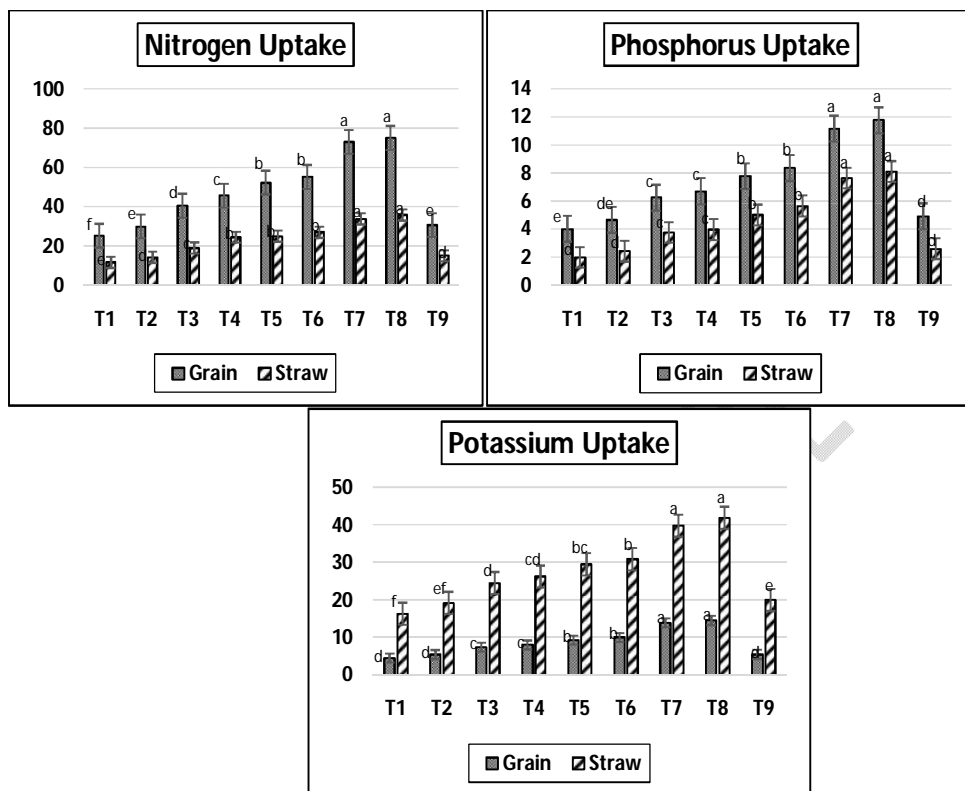 Nitrogen Uptake
100
80
60
40
20
0
f e d c b b a a e
e c b b a a
T1 T2 T3 T4 T5 T6 T7 T8 T9
Grain Straw
Phosphorus Uptake
14
12
10
8
6
4
2
0
e de c c b b a a d
d d c c b b a a d
T1 T2 T3 T4 T5 T6 T7 T8 T9
Grain Straw
Potassium Uptake
50
40
30
20
10
0
f ef d cd bc b a a e
d d c c b b a a d
T1 T2 T3 T4 T5 T6 T7 T8 T9
Grain Straw